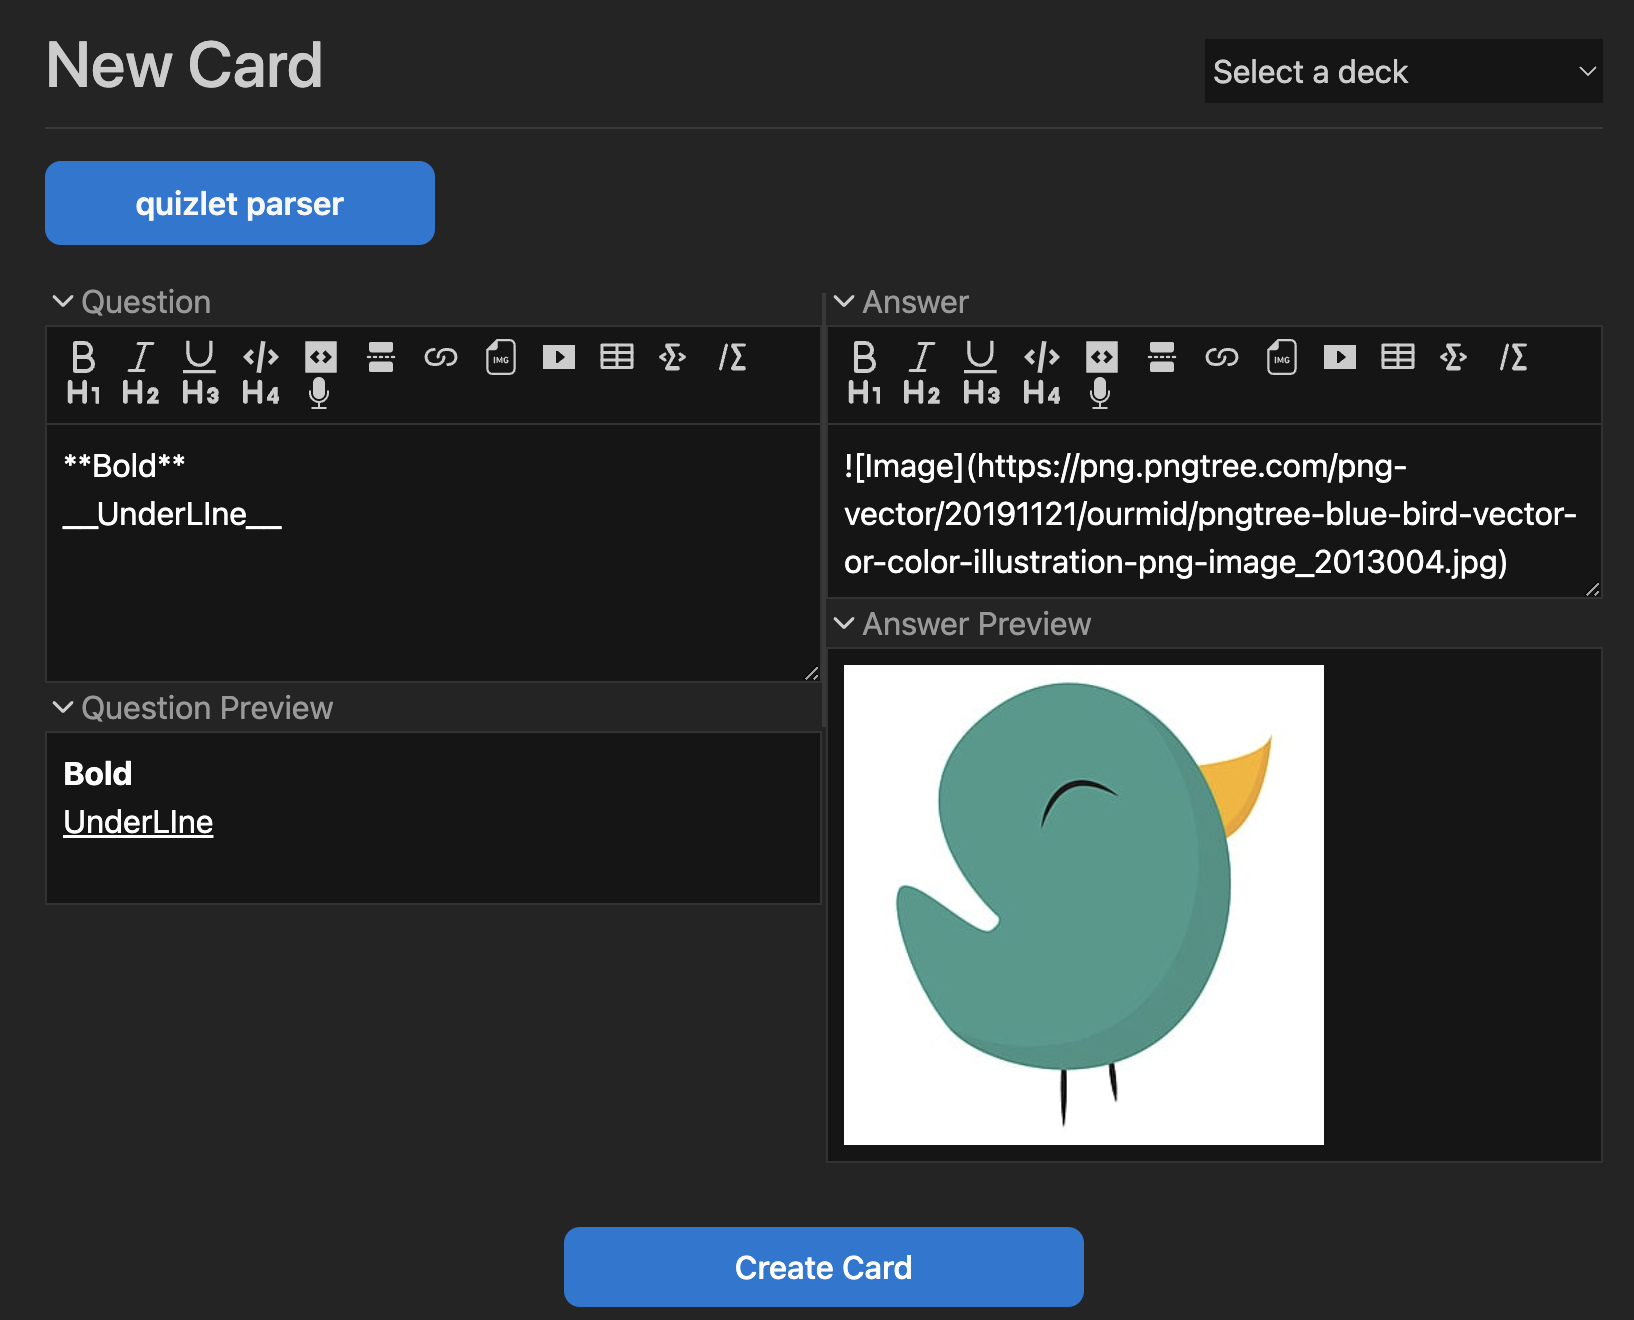 New Card
Select a deck
quizlet parser
Question
Answer
B I U </> IMG /Σ
H1 H2 H3 H4
B I U </> IMG /Σ
H1 H2 H3 H4
**Bold**
__UnderLIne__
![Image](https://png.pngtree.com/png-
vector/20191121/ourmid/pngtree-blue-bird-vector-
or-color-illustration-png-image_2013004.jpg)
Question Preview
Bold
UnderLIne
Answer Preview
Create Card